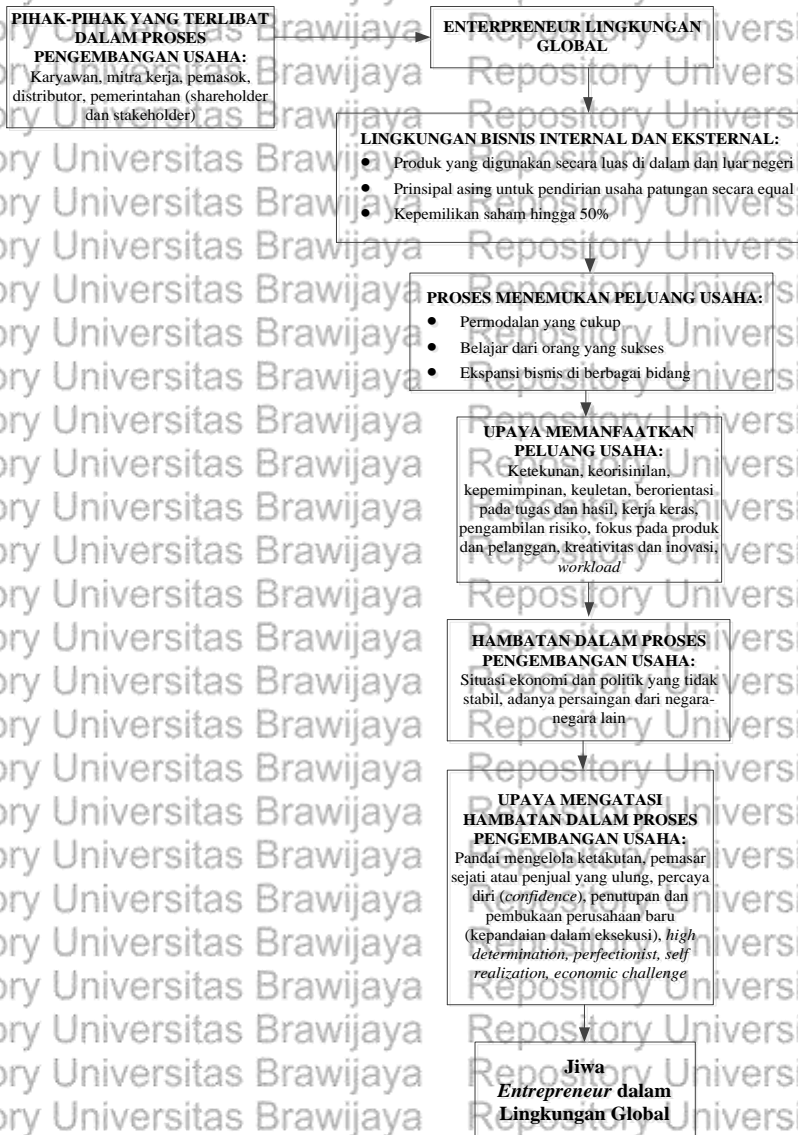 PIHAK-PIHAK YANG TERLIBAT
DALAM PROSES
PENGEMBANGAN USAHA:
Karyawan, mitra kerja, pemasok,
distributor, pemerintahan (shareholder
dan stakeholder)
ENTERPRENEUR LINGKUNGAN
GLOBAL
LINGKUNGAN BISNIS INTERNAL DAN EKSTERNAL:
● Produk yang digunakan secara luas di dalam dan luar negeri
● Prinsipal asing untuk pendirian usaha patungan secara equal
● Kepemilikan saham hingga 50%
PROSES MENEMUKAN PELUANG USAHA:
● Permodalan yang cukup
● Belajar dari orang yang sukses
● Ekspansi bisnis di berbagai bidang
UPAYA MEMANFAATKAN
PELUANG USAHA:
Ketekunan, keorisinilan,
kepemimpinan, keuletan, berorientasi
pada tugas dan hasil, kerja keras,
pengambilan risiko, fokus pada produk
dan pelanggan, kreativitas dan inovasi,
workload
HAMBATAN DALAM PROSES
PENGEMBANGAN USAHA:
Situasi ekonomi dan politik yang tidak
stabil, adanya persaingan dari negara-
negara lain
UPAYA MENGATASI
HAMBATAN DALAM PROSES
PENGEMBANGAN USAHA:
Pandai mengelola ketakutan, pemasar
sejati atau penjual yang ulung, percaya
diri (confidence), penutupan dan
pembukaan perusahaan baru
(kepandaian dalam eksekusi), high
determination, perfectionist, self
realization, economic challenge
Jiwa
Entrepreneur dalam
Lingkungan Global